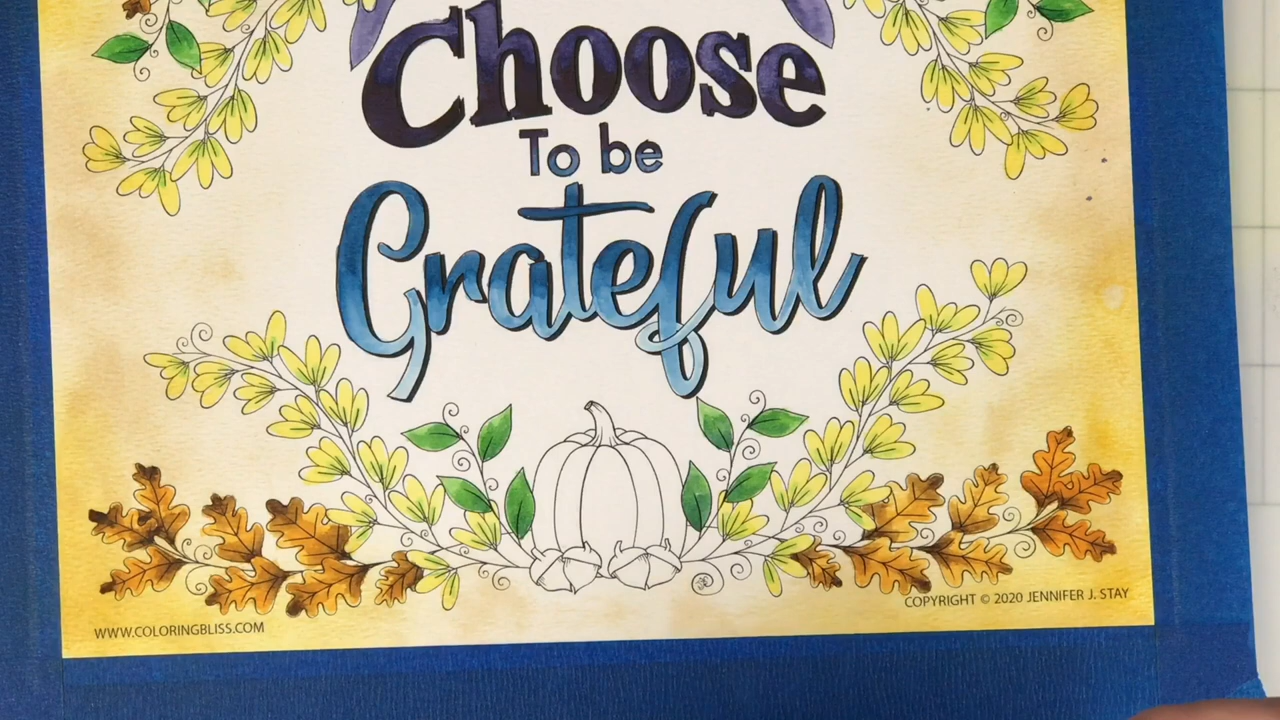 Choose
To be
Grateful
WWW.COLORINGBLISS.COM
COPYRIGHT © 2020 JENNIFER J. STAY